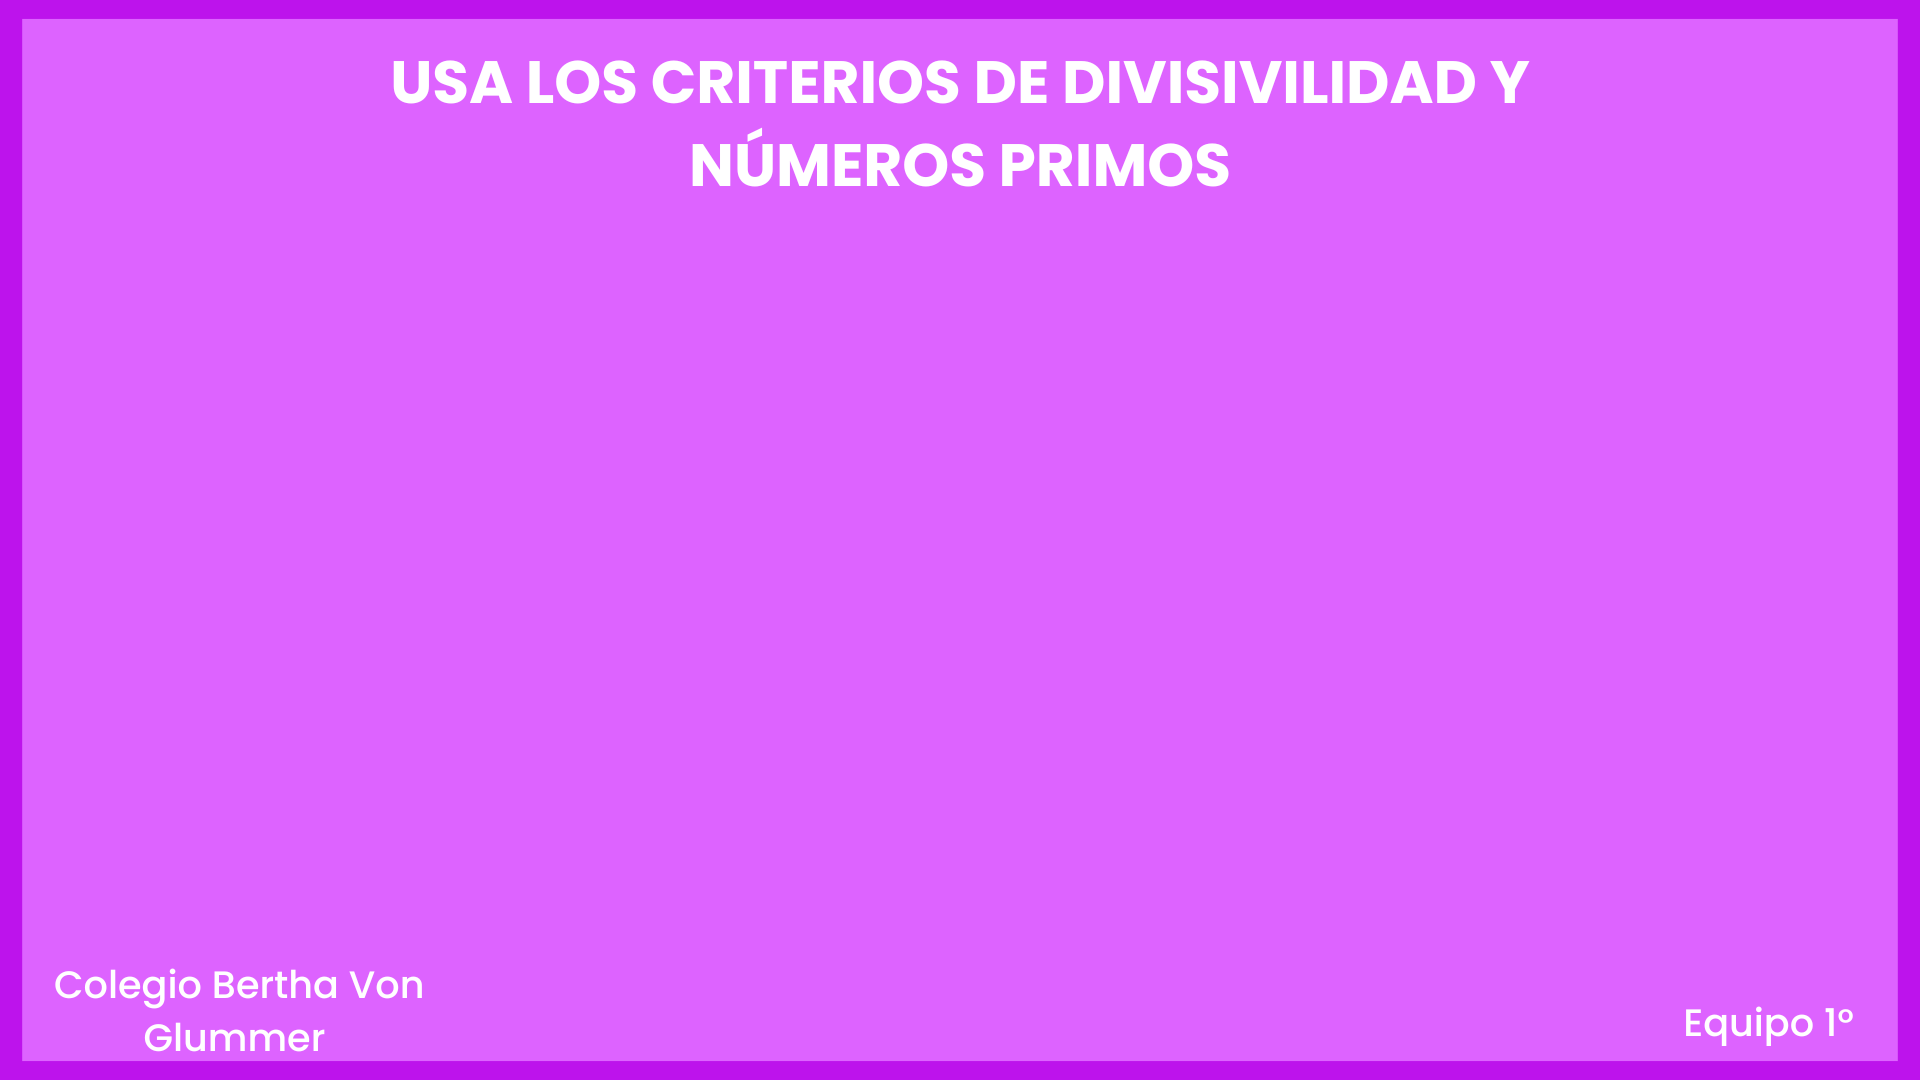 USA LOS CRITERIOS DE DIVISIVILIDAD Y
NÚMEROS PRIMOS
Colegio Bertha Von
Glummer
Equipo 1°